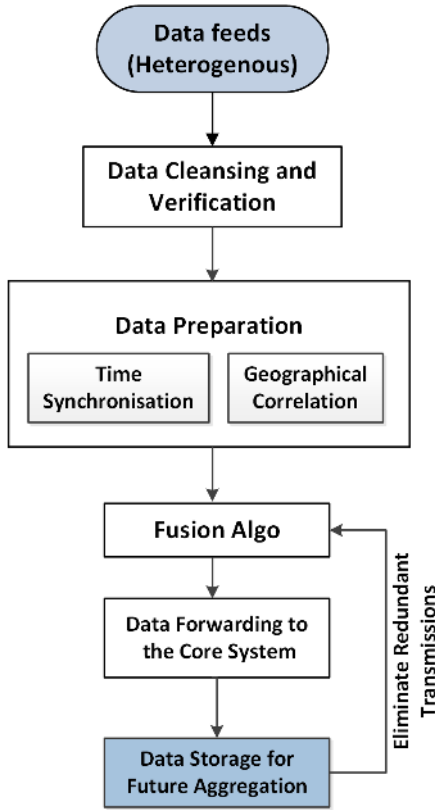 Data feeds
(Heterogenous)
Data Cleansing and
Verification
Data Preparation
Time
Synchronisation
Geographical
Correlation
Fusion Algo
Data Forwarding to
the Core System
Eliminate Redundant
Transmissions
Data Storage for
Future Aggregation